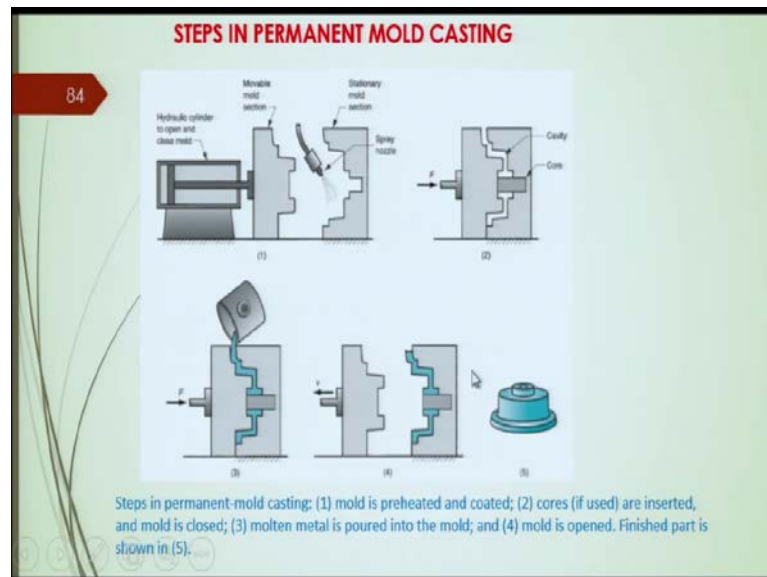 STEPS IN PERMANENT MOLD CASTING
84
Movable
mold
section
Stationary
mold
section
Hydraulic cylinder
to open and
close mold
Spray
nozzle
Cavity
Core
F
(1)
(2)
F
v
(3)
(4)
(5)
Steps in permanent-mold casting: (1) mold is preheated and coated; (2) cores (if used) are inserted,
and mold is closed; (3) molten metal is poured into the mold; and (4) mold is opened. Finished part is
shown in (5).